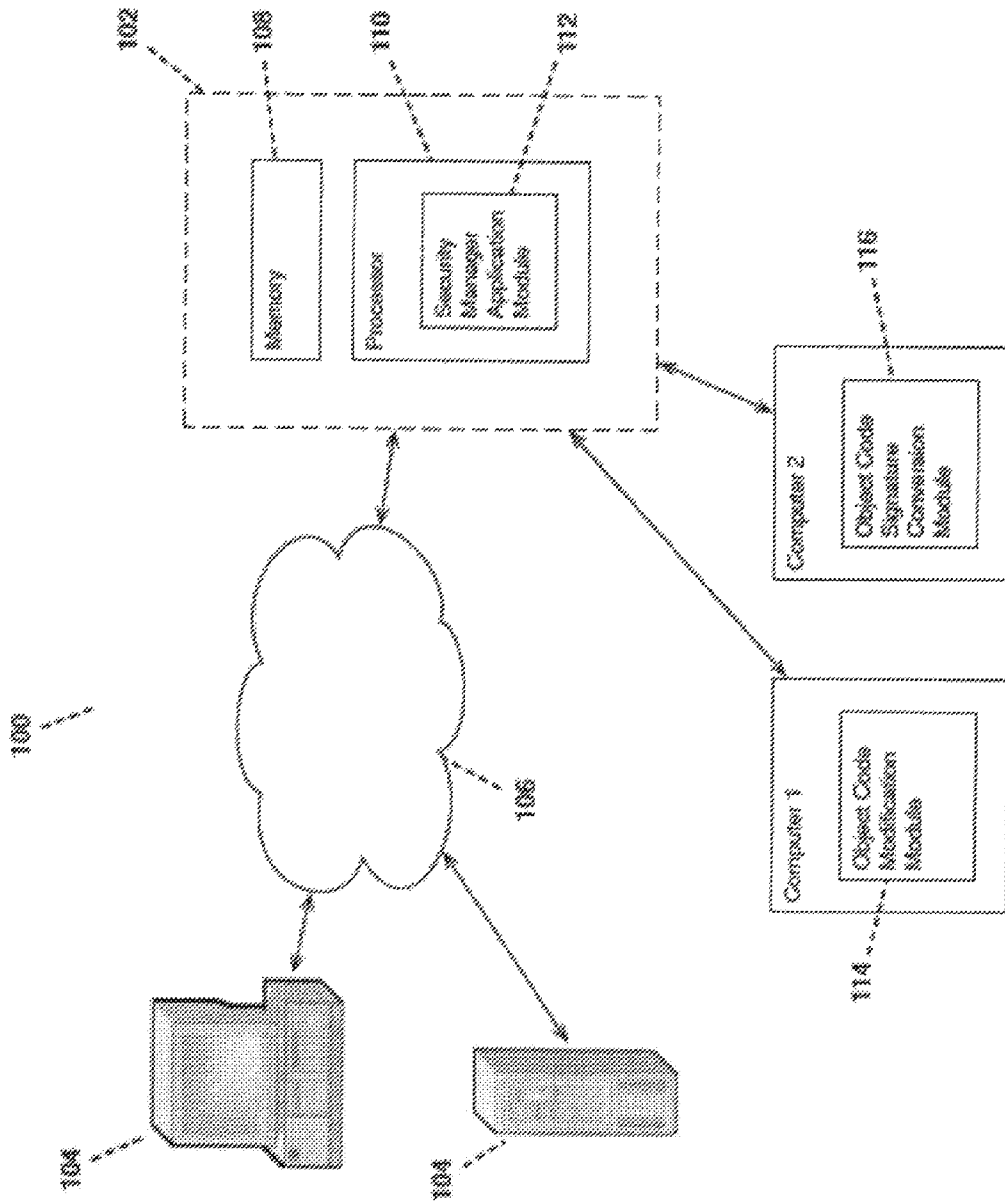 100
102
104
104
106
Memory
108
Processor
110
Security
Manager
Application
Module
112
Computer 1
Object Code
Modification
Module
114
Computer 2
Object Code
Signature
Conversion
Module
116